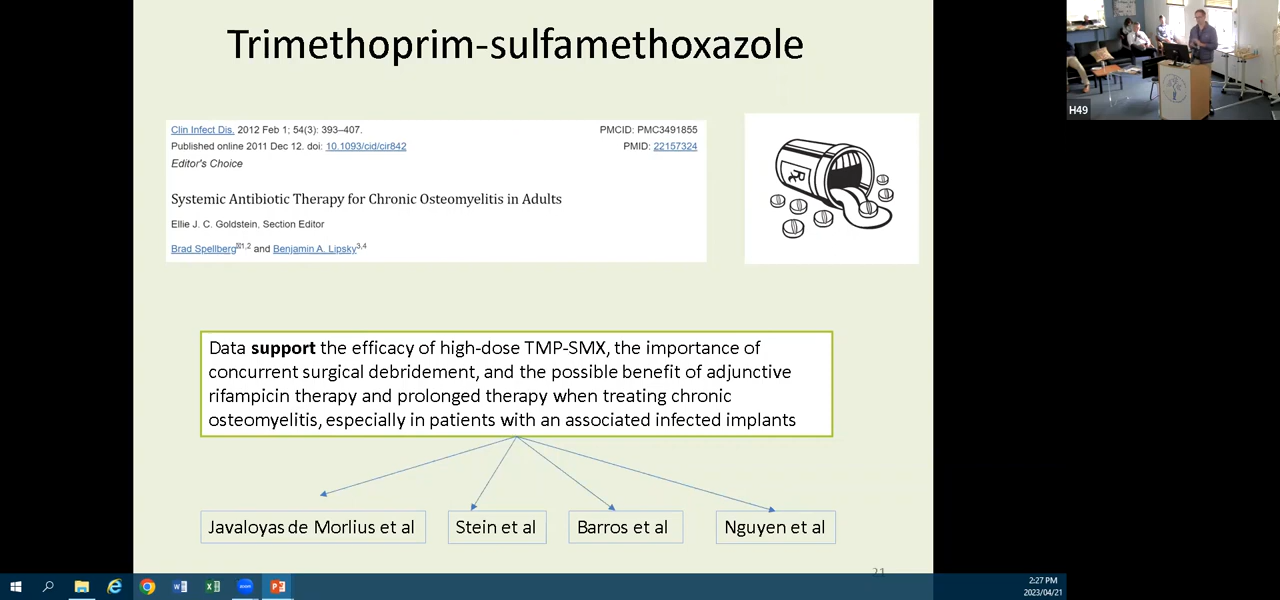 Trimethoprim-sulfamethoxazole
Clin Infect Dis. 2012 Feb 1; 54(3): 393–407.
PMCID: PMC3491855
Published online 2011 Dec 12. doi: 10.1093/cid/cir842
PMID: 22157324
Editor's Choice
Systemic Antibiotic Therapy for Chronic Osteomyelitis in Adults
Ellie J. C. Goldstein, Section Editor
Brad Spellberg✉1,2 and Benjamin A. Lipsky3,4
Rx
Data support the efficacy of high-dose TMP-SMX, the importance of
concurrent surgical debridement, and the possible benefit of adjunctive
rifampicin therapy and prolonged therapy when treating chronic
osteomyelitis, especially in patients with an associated infected implants
Javaloyas de Morlius et al
Stein et al
Barros et al
Nguyen et al
21
H49
2:27 PM
2023/04/21